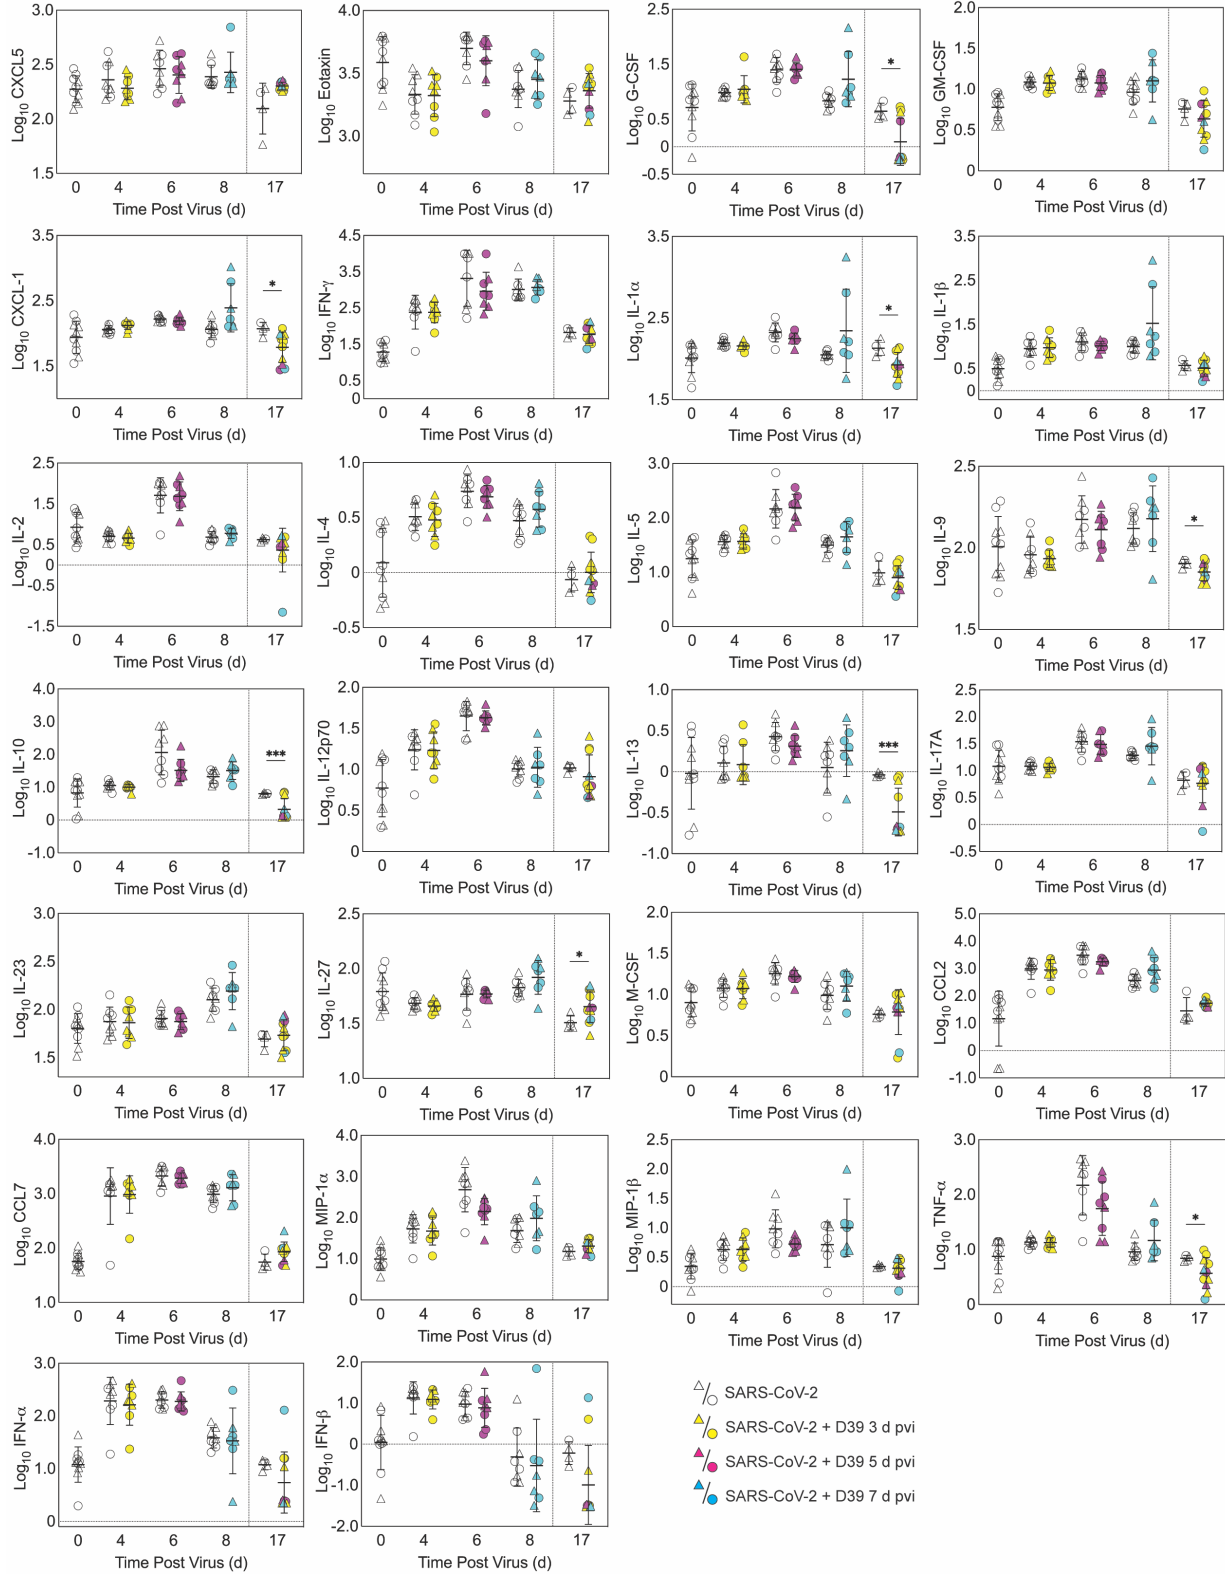 Log10 CXL5
3.0
2.5
2.0
1.5
0 4 6 8 17
Time Post Virus (d)
Log10 Eotaxin
4.0
3.5
3.0
0 4 6 8 17
Time Post Virus (d)
Log10 G-CSF
2.5
1.5
0.5
0
-0.5
*
0 4 6 8 17
Time Post Virus (d)
Log10 GM-CSF
2.0
1.5
1.0
0.5
0
0 4 6 8 17
Time Post Virus (d)
Log10 CXCL-1
3.5
2.5
1.5
*
0 4 6 8 17
Time Post Virus (d)
Log10 IFN-γ
4.5
3.5
2.5
1.5
0.5
0
0 4 6 8 17
Time Post Virus (d)
Log10 IL-1α
3.5
2.5
1.5
*
0 4 6 8 17
Time Post Virus (d)
Log10 IL-1β
3.5
2.5
1.5
0.5
0
0 4 6 8 17
Time Post Virus (d)
Log10 IL-2
2.5
1.5
0.5
0
-0.5
-1.5
0 4 6 8 17
Time Post Virus (d)
Log10 IL-4
1.0
0.5
0
-0.5
0 4 6 8 17
Time Post Virus (d)
Log10 IL-5
3.0
2.0
1.0
0
0 4 6 8 17
Time Post Virus (d)
Log10 IL-9
2.5
2.0
1.5
*
0 4 6 8 17
Time Post Virus (d)
Log10 IL-10
4.0
3.0
2.0
1.0
0
-1.0
***
0 4 6 8 17
Time Post Virus (d)
Log10 IL-12p70
2.0
1.5
1.0
0.5
0
0 4 6 8 17
Time Post Virus (d)
Log10 IL-13
1.0
0.5
0
-0.5
-1.0
***
0 4 6 8 17
Time Post Virus (d)
Log10 IL-17A
2.5
2.0
1.5
1.0
0.5
0
-0.5
0 4 6 8 17
Time Post Virus (d)
Log10 IL-23
3.0
2.5
2.0
1.5
0 4 6 8 17
Time Post Virus (d)
Log10 IL-27
2.5
2.0
1.5
1.0
*
0 4 6 8 17
Time Post Virus (d)
Log10 M-CSF
2.0
1.5
1.0
0.5
0
0 4 6 8 17
Time Post Virus (d)
Log10 CCL2
5.0
4.0
3.0
2.0
1.0
0
-1.0
0 4 6 8 17
Time Post Virus (d)
Log10 CCL7
4.0
3.0
2.0
1.0
0 4 6 8 17
Time Post Virus (d)
Log10 MIP-1α
4.0
3.0
2.0
1.0
0
0 4 6 8 17
Time Post Virus (d)
Log10 MIP-1β
2.5
2.0
1.5
1.0
0.5
0
0 4 6 8 17
Time Post Virus (d)
Log10 TNF-α
3.0
2.0
1.0
0
*
0 4 6 8 17
Time Post Virus (d)
Log10 IFN-α
3.0
2.0
1.0
0
0 4 6 8 17
Time Post Virus (d)
Log10 IFN-β
2.0
1.0
0
-1.0
-2.0
0 4 6 8 17
Time Post Virus (d)
/ SARS-CoV-2
/ SARS-CoV-2 + D39 3 d pvi
/ SARS-CoV-2 + D39 5 d pvi
/ SARS-CoV-2 + D39 7 d pvi